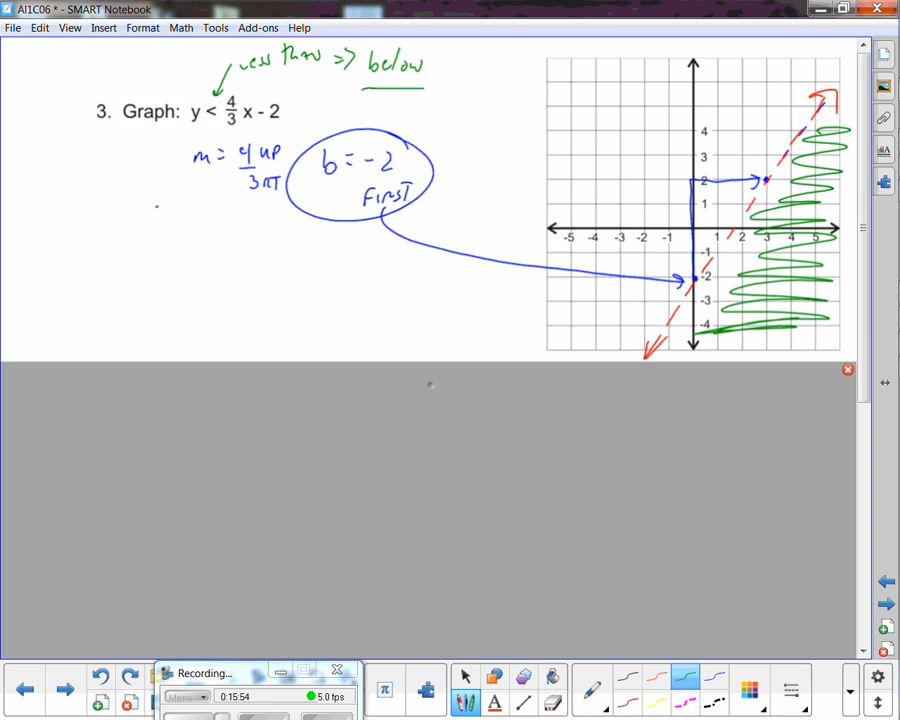 AI1C06 * - SMART Notebook
File Edit View Insert Format Math Tools Add-ons Help
less than => below
3. Graph: y < 4/3 x - 2
m = 4 UP
3 RT
b = -2
FIRST
4
3
2
1
-5 -4 -3 -2 -1 1 2 3 4 5
-1
-2
-3
-4
Recording...
Menu 0:15:54 5.0 fps
π
A